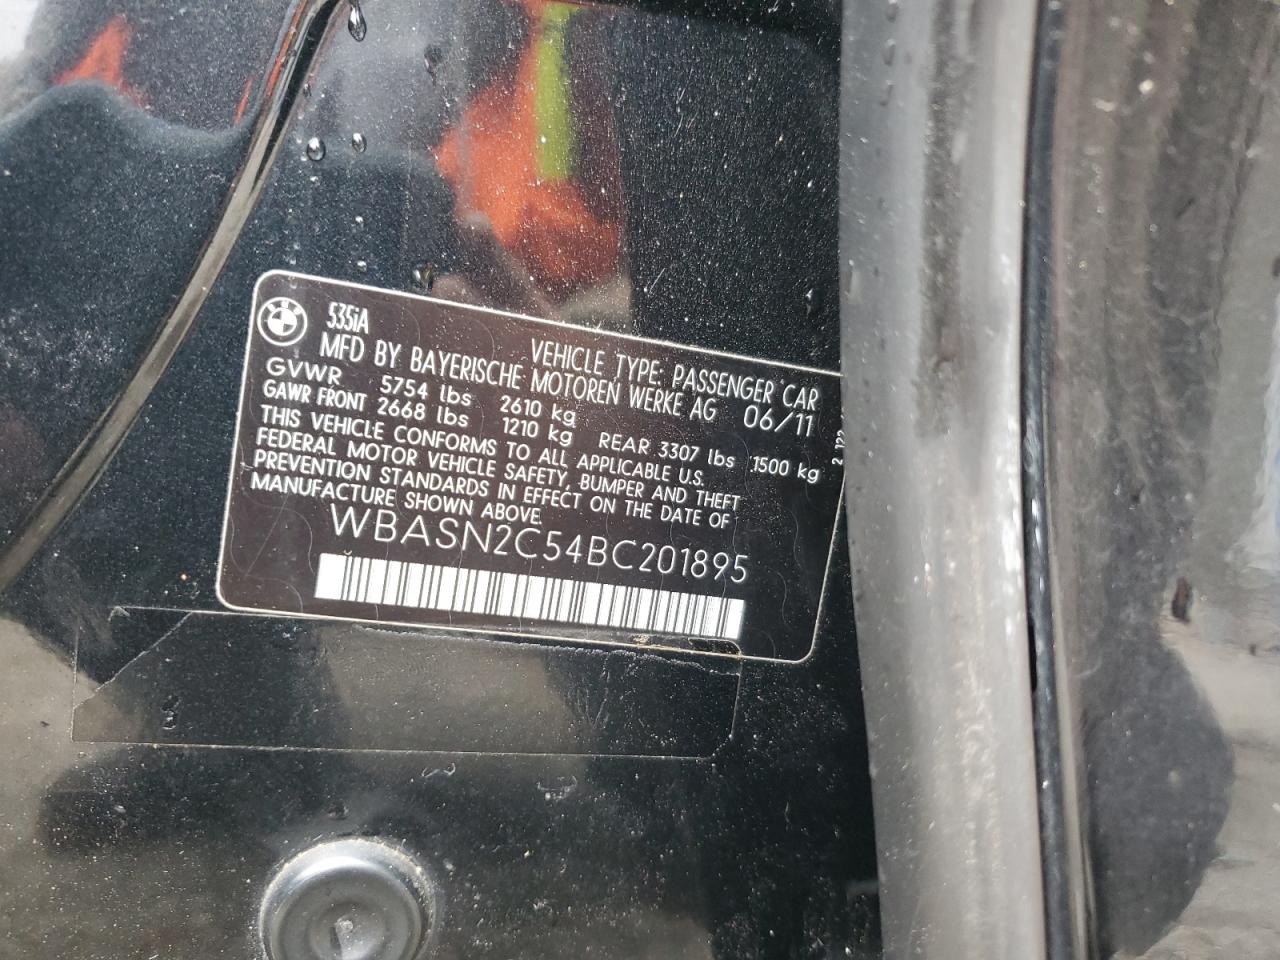 535iA
VEHICLE TYPE: PASSENGER CAR
MFD BY BAYERISCHE MOTOREN WERKE AG 06/11
GVWR 5754 lbs 2610 kg
GAWR FRONT 2668 lbs 1210 kg REAR 3307 lbs 1500 kg
THIS VEHICLE CONFORMS TO ALL APPLICABLE U.S.
FEDERAL MOTOR VEHICLE SAFETY, BUMPER AND THEFT
PREVENTION STANDARDS IN EFFECT ON THE DATE OF
MANUFACTURE SHOWN ABOVE.
WBASN2C54BC201895